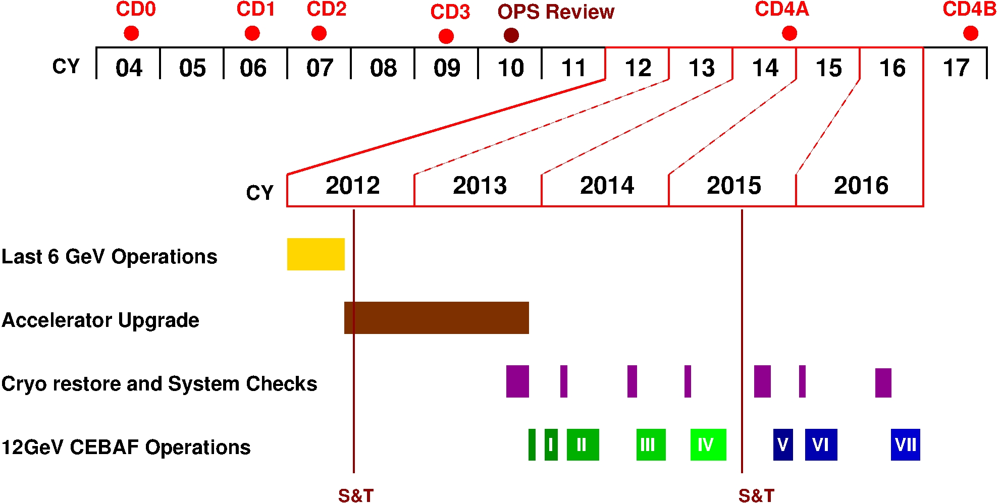 CD0 CD1 CD2 CD3 OPS Review CD4A CD4B
CY 04 05 06 07 08 09 10 11 12 13 14 15 16 17
CY 2012 2013 2014 2015 2016
Last 6 GeV Operations
Accelerator Upgrade
Cryo restore and System Checks
12GeV CEBAF Operations I II III IV V VI VII
S&T S&T